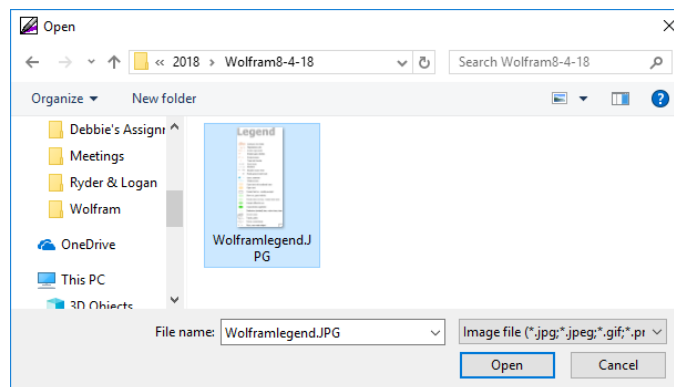 Open
« 2018 › Wolfram8-4-18
Search Wolfram8-4-18
Organize
New folder
Debbie's Assignr
Meetings
Ryder & Logan
Wolfram
OneDrive
This PC
3D Objects
Legend
Wolframlegend.J
PG
File name: Wolframlegend.JPG
Image file (*.jpg;*.jpeg;*.gif;*.pr
Open
Cancel